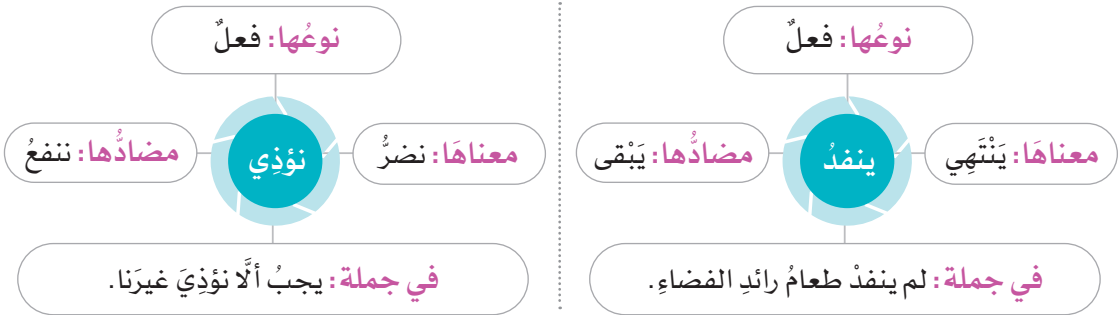 نوعُها: فعلٌ
معناهَا: يَنْتَهِي
ينفدُ
مضادُّها: يَبْقى
في جملة: لم ينفدْ طعامُ رائدِ الفضاءِ.
نوعُها: فعلٌ
معناهَا: نضرُّ
نؤذِي
مضادُّها: ننفعُ
في جملة: يجبُ ألَّا نؤذِيَ غيرَنا.